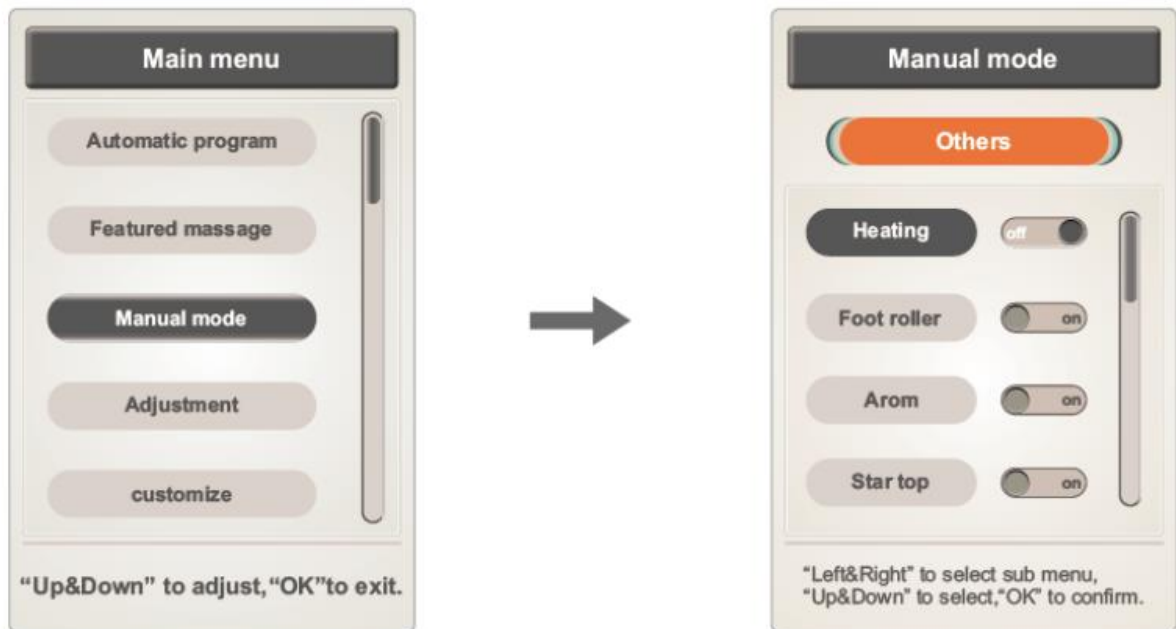 Main menu
Automatic program
Featured massage
Manual mode
Adjustment
customize
“Up&Down” to adjust,“OK”to exit.
Manual mode
Others
Heating off
Foot roller on
Arom on
Star top on
“Left&Right” to select sub menu,
“Up&Down” to select,“OK” to confirm.